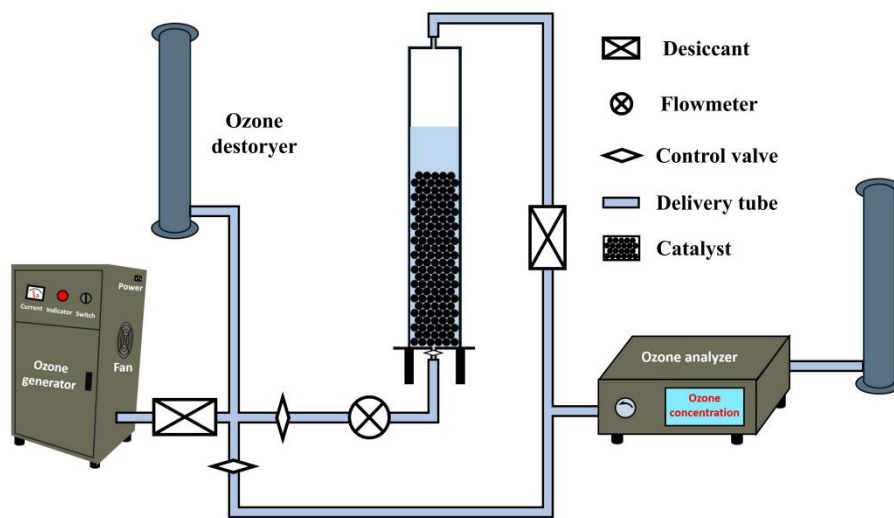 Ozone
destoryer
Desiccant
Flowmeter
Control valve
Delivery tube
Catalyst
Power
Current Indicator Switch
Fan
Ozone
generator
Ozone analyzer
Ozone
concentration